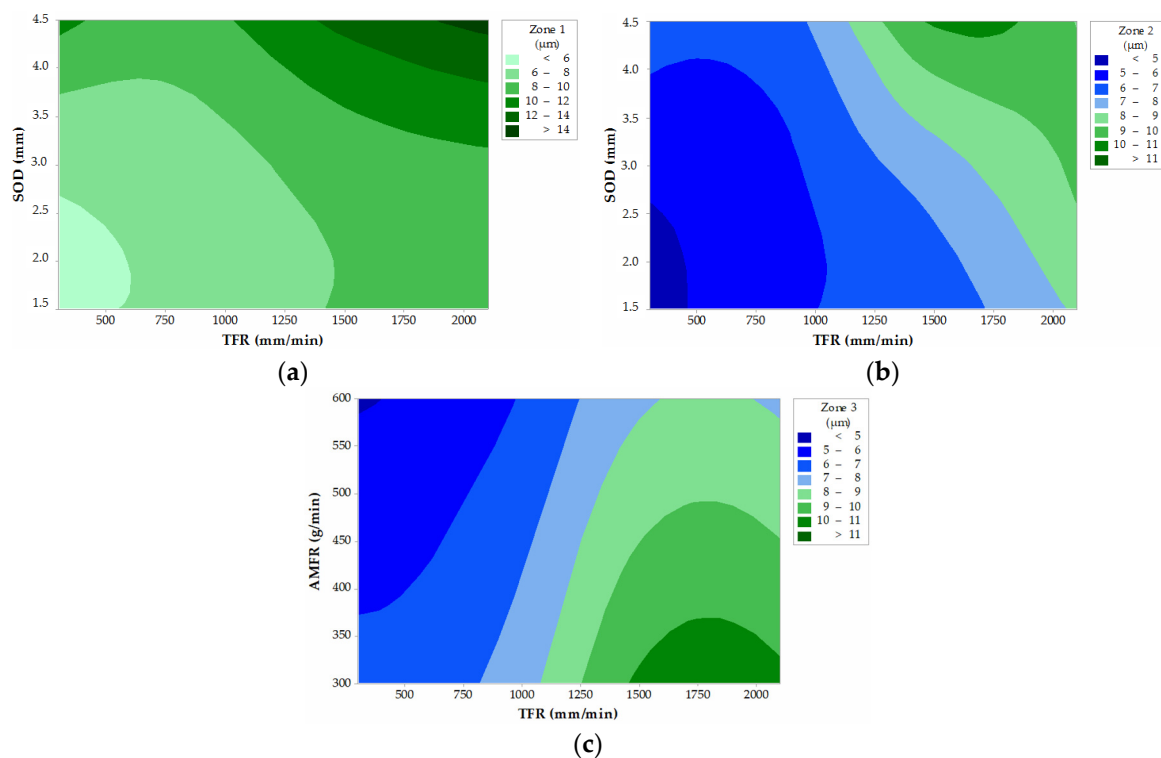 4.5
4.0
3.5
3.0
2.5
2.0
1.5
SOD (mm)
500 750 1000 1250 1500 1750 2000
TFR (mm/min)
Zone 1
(μm)
< 6
6 – 8
8 – 10
10 – 12
12 – 14
> 14
(a)
4.5
4.0
3.5
3.0
2.5
2.0
1.5
SOD (mm)
500 750 1000 1250 1500 1750 2000
TFR (mm/min)
Zone 2
(μm)
< 5
5 – 6
6 – 7
7 – 8
8 – 9
9 – 10
10 – 11
> 11
(b)
600
550
500
450
400
350
300
AMFR (g/min)
500 750 1000 1250 1500 1750 2000
TFR (mm/min)
Zone 3
(μm)
< 5
5 – 6
6 – 7
7 – 8
8 – 9
9 – 10
10 – 11
> 11
(c)